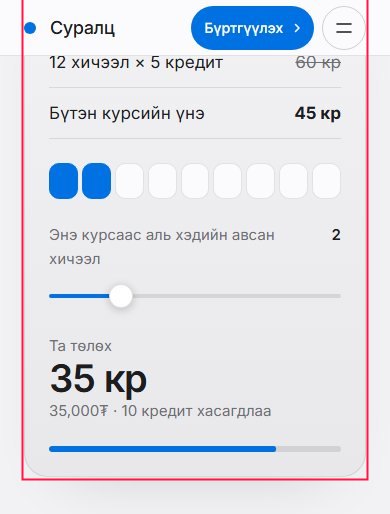 Суралц
Бүртгүүлэх
12 хичээл × 5 кредит 60 кр
Бүтэн курсийн үнэ 45 кр
Энэ курсаас аль хэдийн авсан 2
хичээл
Та төлөх
35 кр
35,000₮ · 10 кредит хасагдлаа